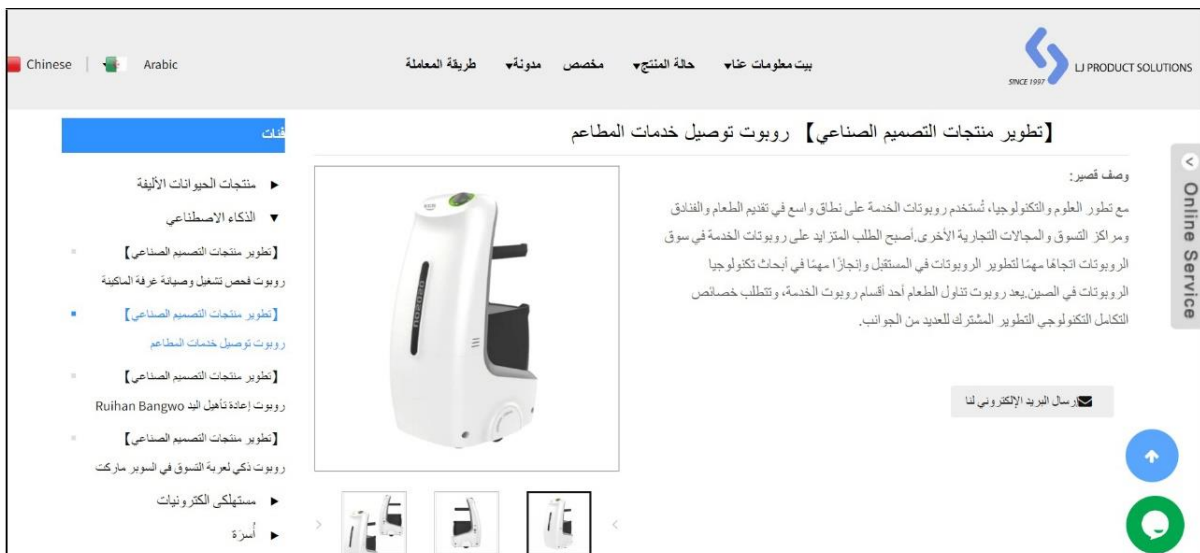 Chinese | Arabic
بيت معلومات عنا▾ حالة المنتج▾ مخصص مدونة▾ طريقة المعاملة
SINCE 1997
LJ PRODUCT SOLUTIONS
【تطوير منتجات التصميم الصناعي】 روبوت توصيل خدمات المطاعم
وصف قصير:
مع تطور العلوم والتكنولوجيا، تُستخدم روبوتات الخدمة على نطاق واسع في تقديم الطعام والفنادق
ومراكز التسوق والمجالات التجارية الأخرى.أصبح الطلب المتزايد على روبوتات الخدمة في سوق
الروبوتات اتجاهًا مهمًا لتطوير الروبوتات في المستقبل وإنجازًا مهمًا في أبحاث تكنولوجيا
الروبوتات في الصين.يعد روبوت تناول الطعام أحد أقسام روبوت الخدمة، وتتطلب خصائص
التكامل التكنولوجي التطوير المشترك للعديد من الجوانب.
إرسال البريد الإلكتروني لنا
فئات
منتجات الحيوانات الأليفة
الذكاء الاصطناعي
【تطوير منتجات التصميم الصناعي】
روبوت فحص تشغيل وصيانة غرفة الماكينة
【تطوير منتجات التصميم الصناعي】
روبوت توصيل خدمات المطاعم
【تطوير منتجات التصميم الصناعي】
روبوت إعادة تأهيل اليد Ruihan Bangwo
【تطوير منتجات التصميم الصناعي】
روبوت ذكي لعربة التسوق في السوبر ماركت
مستهلكى الكترونيات
أُسرَة
Online Service